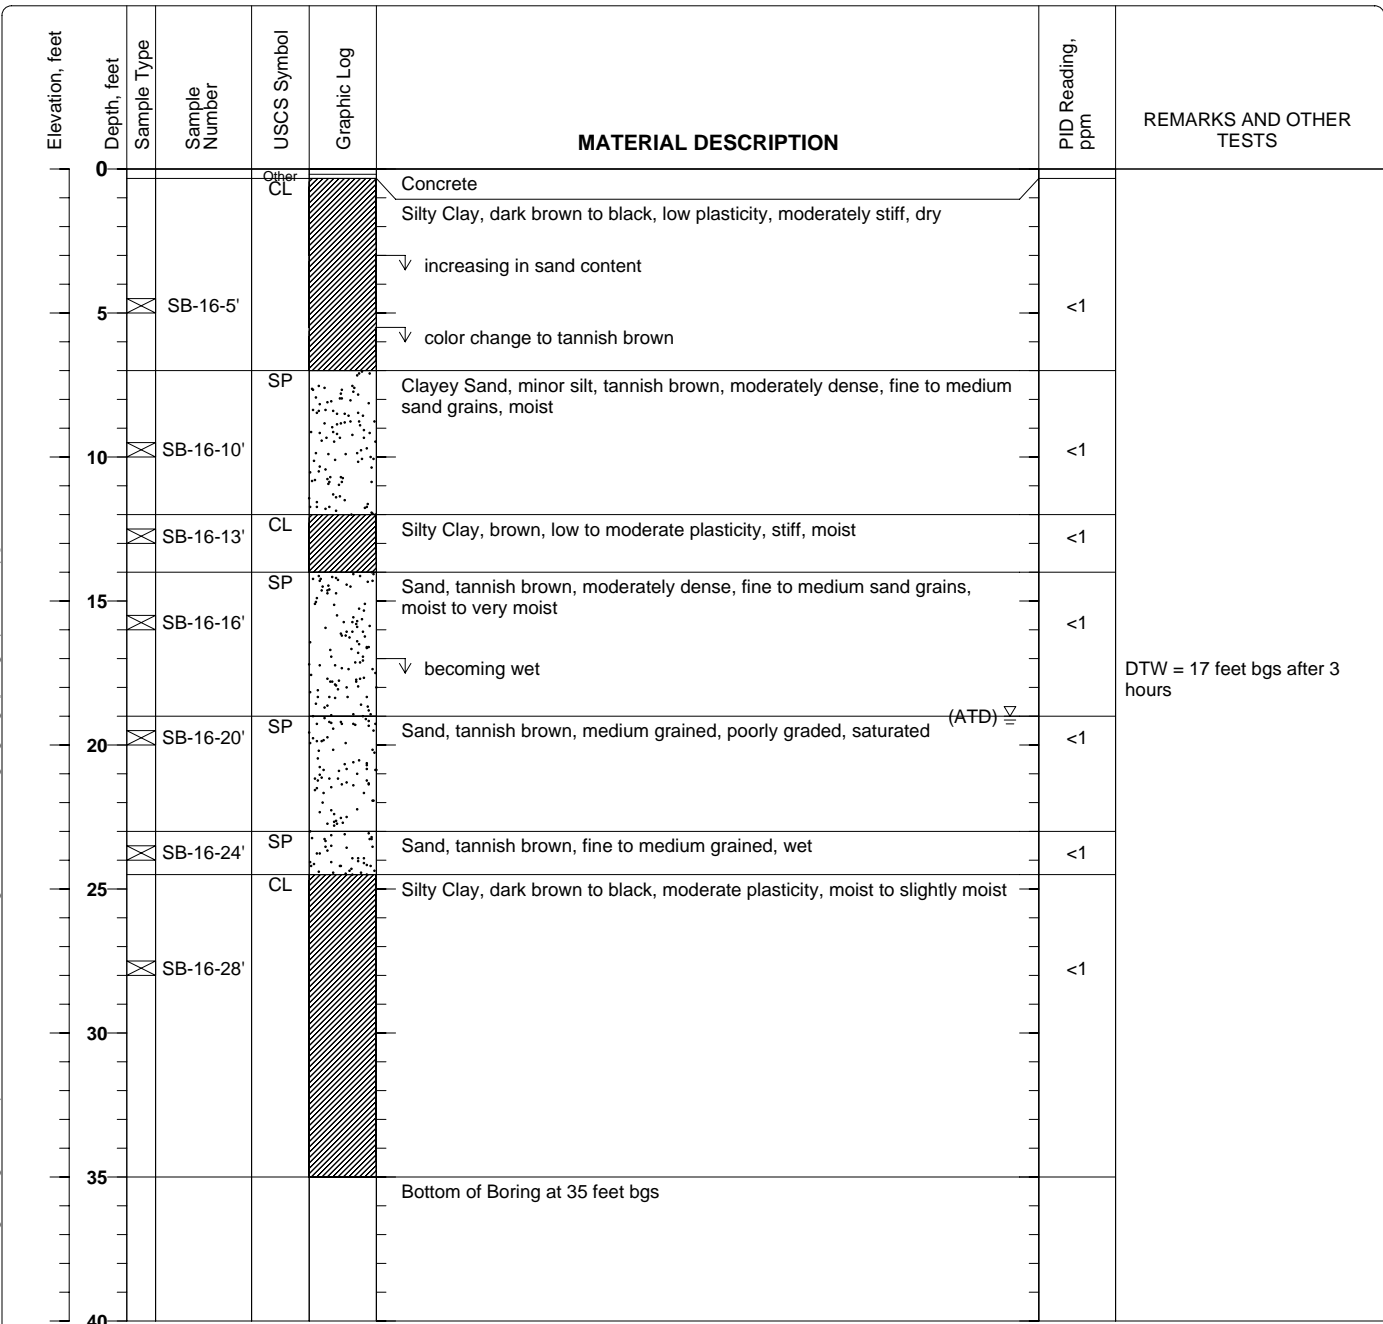 Elevation, feet
Depth, feet
Sample Type
Sample
Number
USCS Symbol
Graphic Log
MATERIAL DESCRIPTION
PID Reading,
ppm
REMARKS AND OTHER
TESTS
0
Other
CL
Concrete
Silty Clay, dark brown to black, low plasticity, moderately stiff, dry
increasing in sand content
5
SB-16-5'
<1
color change to tannish brown
SP
Clayey Sand, minor silt, tannish brown, moderately dense, fine to medium
sand grains, moist
10
SB-16-10'
<1
CL
Silty Clay, brown, low to moderate plasticity, stiff, moist
SB-16-13'
<1
SP
Sand, tannish brown, moderately dense, fine to medium sand grains,
moist to very moist
15
SB-16-16'
<1
becoming wet
DTW = 17 feet bgs after 3
hours
(ATD)
SP
Sand, tannish brown, medium grained, poorly graded, saturated
20
SB-16-20'
<1
SP
Sand, tannish brown, fine to medium grained, wet
SB-16-24'
<1
CL
25
Silty Clay, dark brown to black, moderate plasticity, moist to slightly moist
SB-16-28'
<1
30
35
Bottom of Boring at 35 feet bgs
40